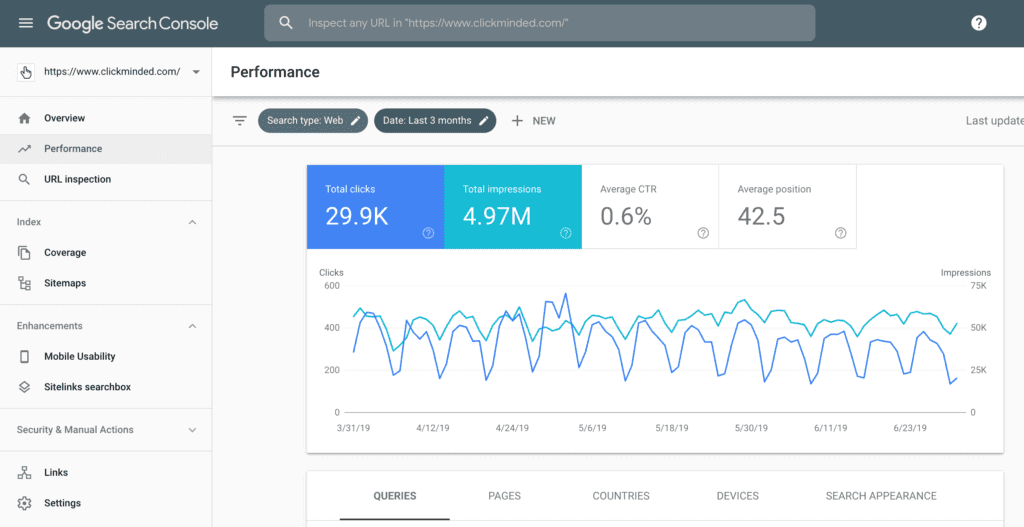 Google Search Console
Inspect any URL in "https://www.clickminded.com/"
https://www.clickminded.com/
Performance
Overview
Performance
URL inspection
Index
Coverage
Sitemaps
Enhancements
Mobile Usability
Sitelinks searchbox
Security & Manual Actions
Links
Settings
Search type: Web
Date: Last 3 months
NEW
Last update
Total clicks
29.9K
Total impressions
4.97M
Average CTR
0.6%
Average position
42.5
Clicks
Impressions
600
75K
400
50K
200
25K
0
0
3/31/19 4/12/19 4/24/19 5/6/19 5/18/19 5/30/19 6/11/19 6/23/19
QUERIES PAGES COUNTRIES DEVICES SEARCH APPEARANCE